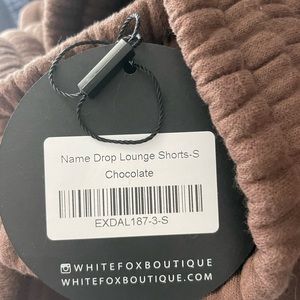 Name Drop Lounge Shorts-S
Chocolate
EXDAL187-3-S
WHITEFOXBOUTIQUE
WHITEFOXBOUTIQUE.COM